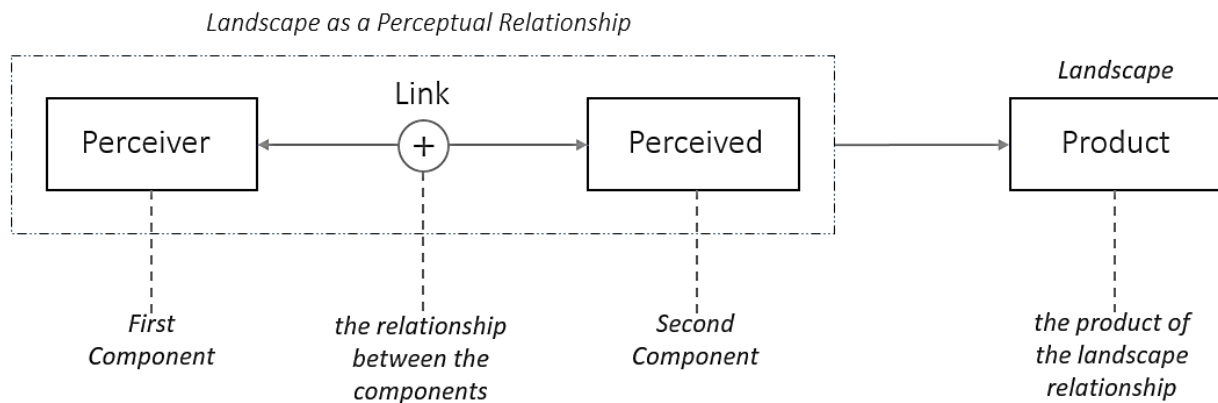 Landscape as a Perceptual Relationship
Landscape
Link
Perceiver
+
Perceived
Product
First
Component
the relationship
between the
components
Second
Component
the product of
the landscape
relationship